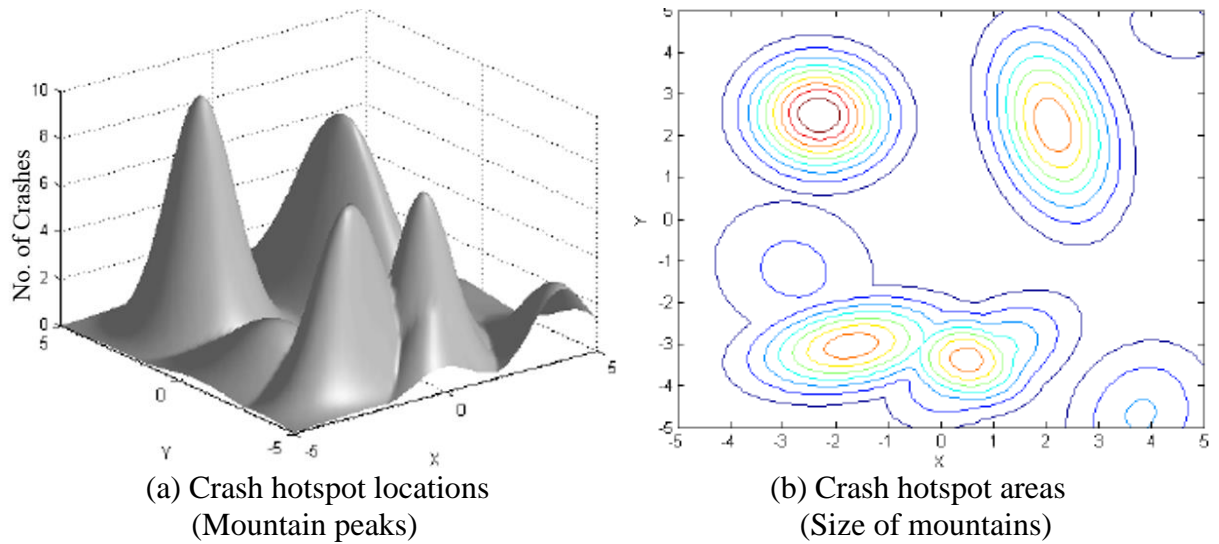 No. of Crashes
10
8
6
4
2
0
5
0
-5
Y
-5
0
5
X
5
4
3
2
1
0
-1
-2
-3
-4
-5
Y
-5 -4 -3 -2 -1 0 1 2 3 4 5
X
(a) Crash hotspot locations
(Mountain peaks)
(b) Crash hotspot areas
(Size of mountains)